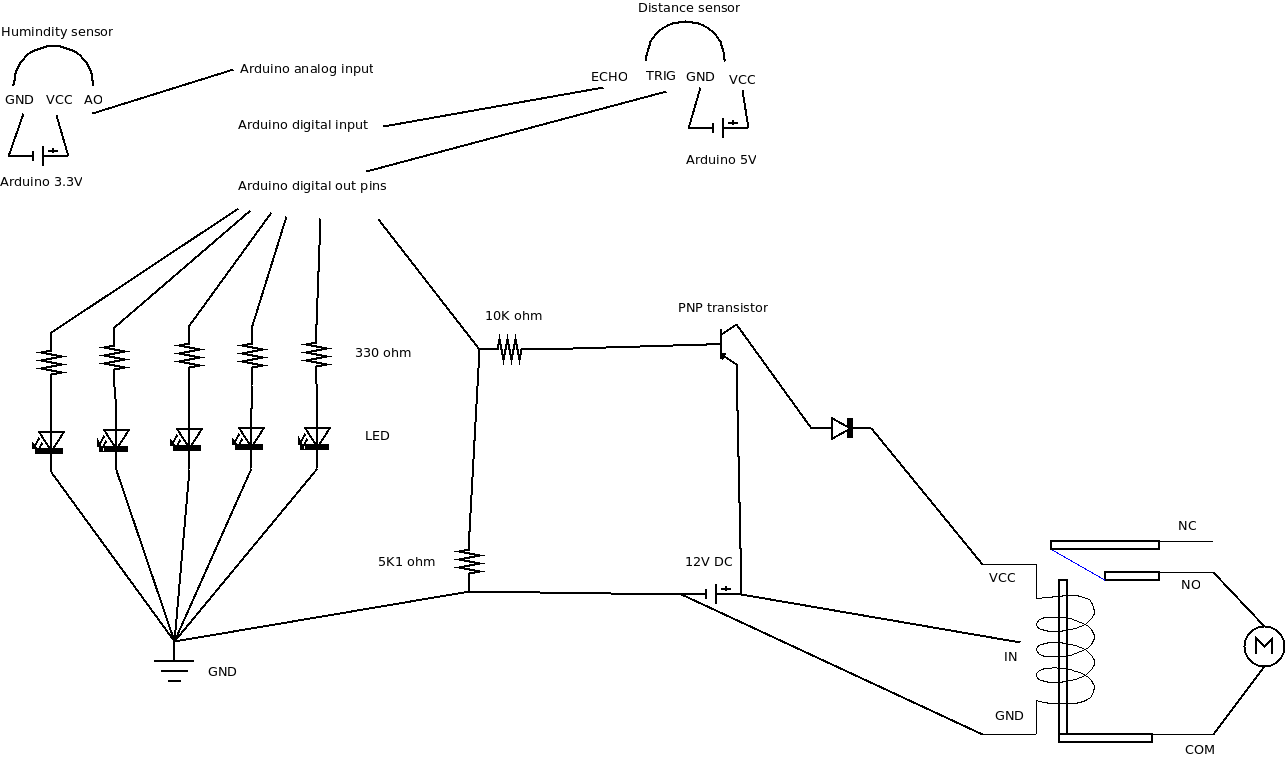 Distance sensor
Humindity sensor
Arduino analog input
ECHO
TRIG
GND
VCC
GND
VCC
AO
Arduino digital input
Arduino 5V
Arduino 3.3V
Arduino digital out pins
PNP transistor
10K ohm
330 ohm
LED
NC
5K1 ohm
12V DC
VCC
NO
IN
GND
GND
COM
M